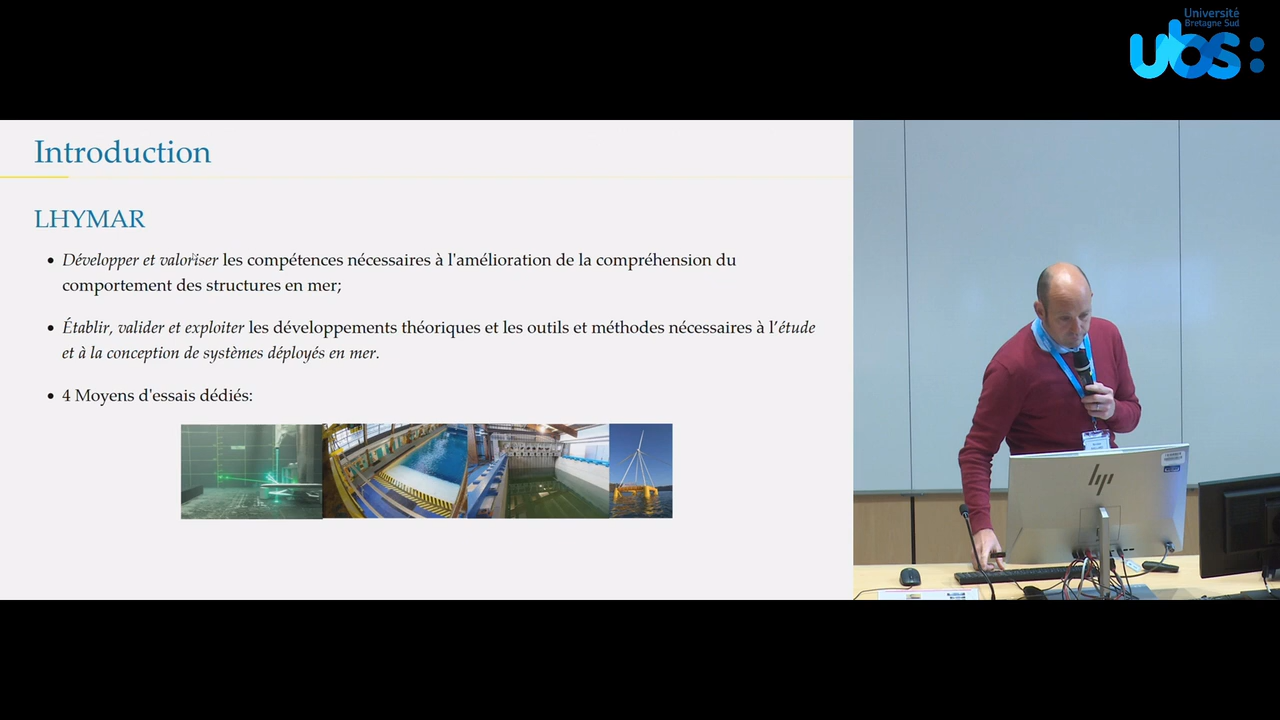 Université
Bretagne Sud
ubs:
Introduction
LHYMAR
• Développer et valoriser les compétences nécessaires à l'amélioration de la compréhension du
comportement des structures en mer;
• Établir, valider et exploiter les développements théoriques et les outils et méthodes nécessaires à l'étude
et à la conception de systèmes déployés en mer.
• 4 Moyens d'essais dédiés:
hp